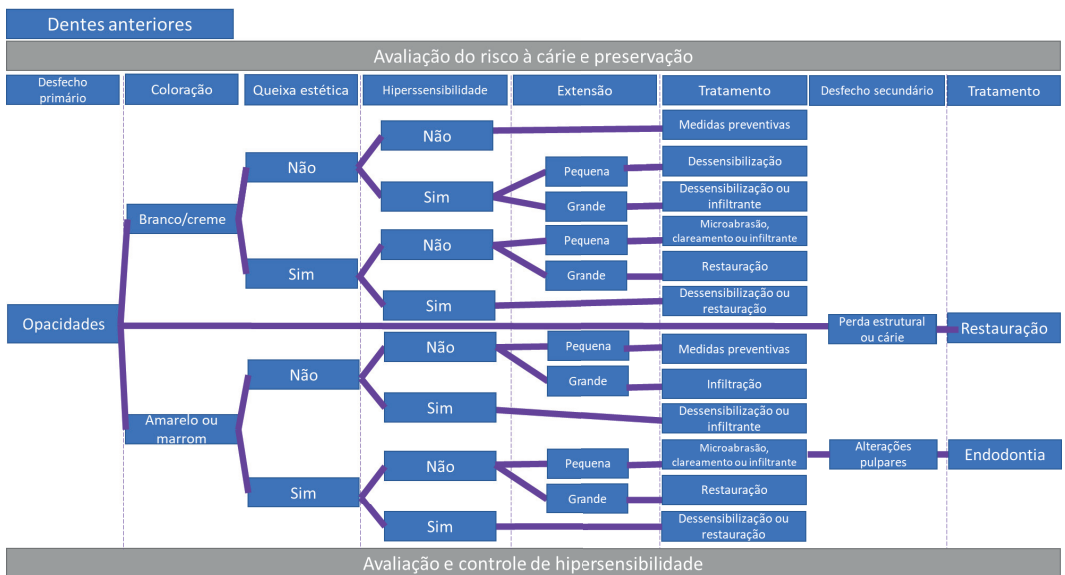 Dentes anteriores
Avaliação do risco à cárie e preservação
Desfecho
primário
Coloração
Queixa estética
Hiperssensibilidade
Extensão
Tratamento
Desfecho secundário
Tratamento
Opacidades
Branco/creme
Não
Não
Medidas preventivas
Sim
Pequena
Dessensibilização
Grande
Dessensibilização ou
infiltrante
Sim
Não
Pequena
Microabrasão,
clareamento ou infiltrante
Grande
Restauração
Sim
Dessensibilização ou
restauração
Perda estrutural
ou cárie
Restauração
Amarelo ou
marrom
Não
Não
Pequena
Medidas preventivas
Grande
Infiltração
Sim
Dessensibilização ou
infiltrante
Sim
Não
Pequena
Microabrasão,
clareamento ou infiltrante
Alterações
pulpares
Endodontia
Grande
Restauração
Sim
Dessensibilização ou
restauração
Avaliação e controle de hipersensibilidade